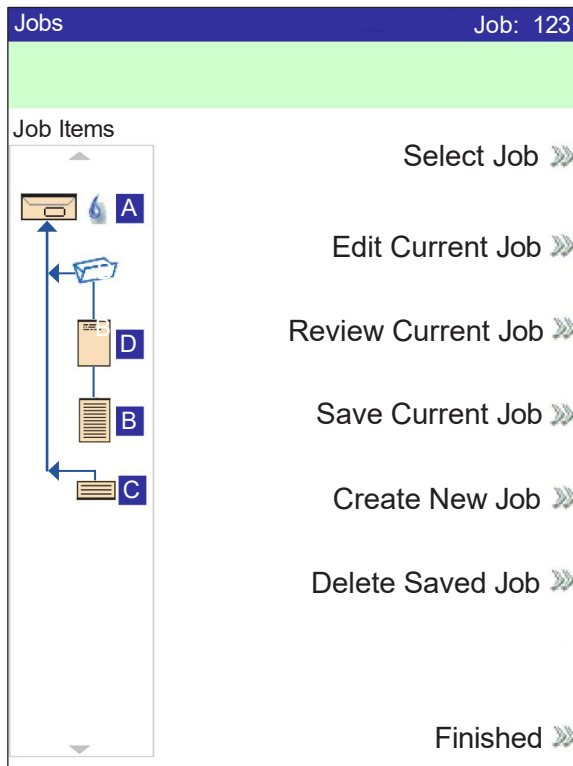 Jobs Job: 123
Job Items
Select Job
A
Edit Current Job
Review Current Job
B
D
Save Current Job
B
Create New Job
C
Delete Saved Job
Finished